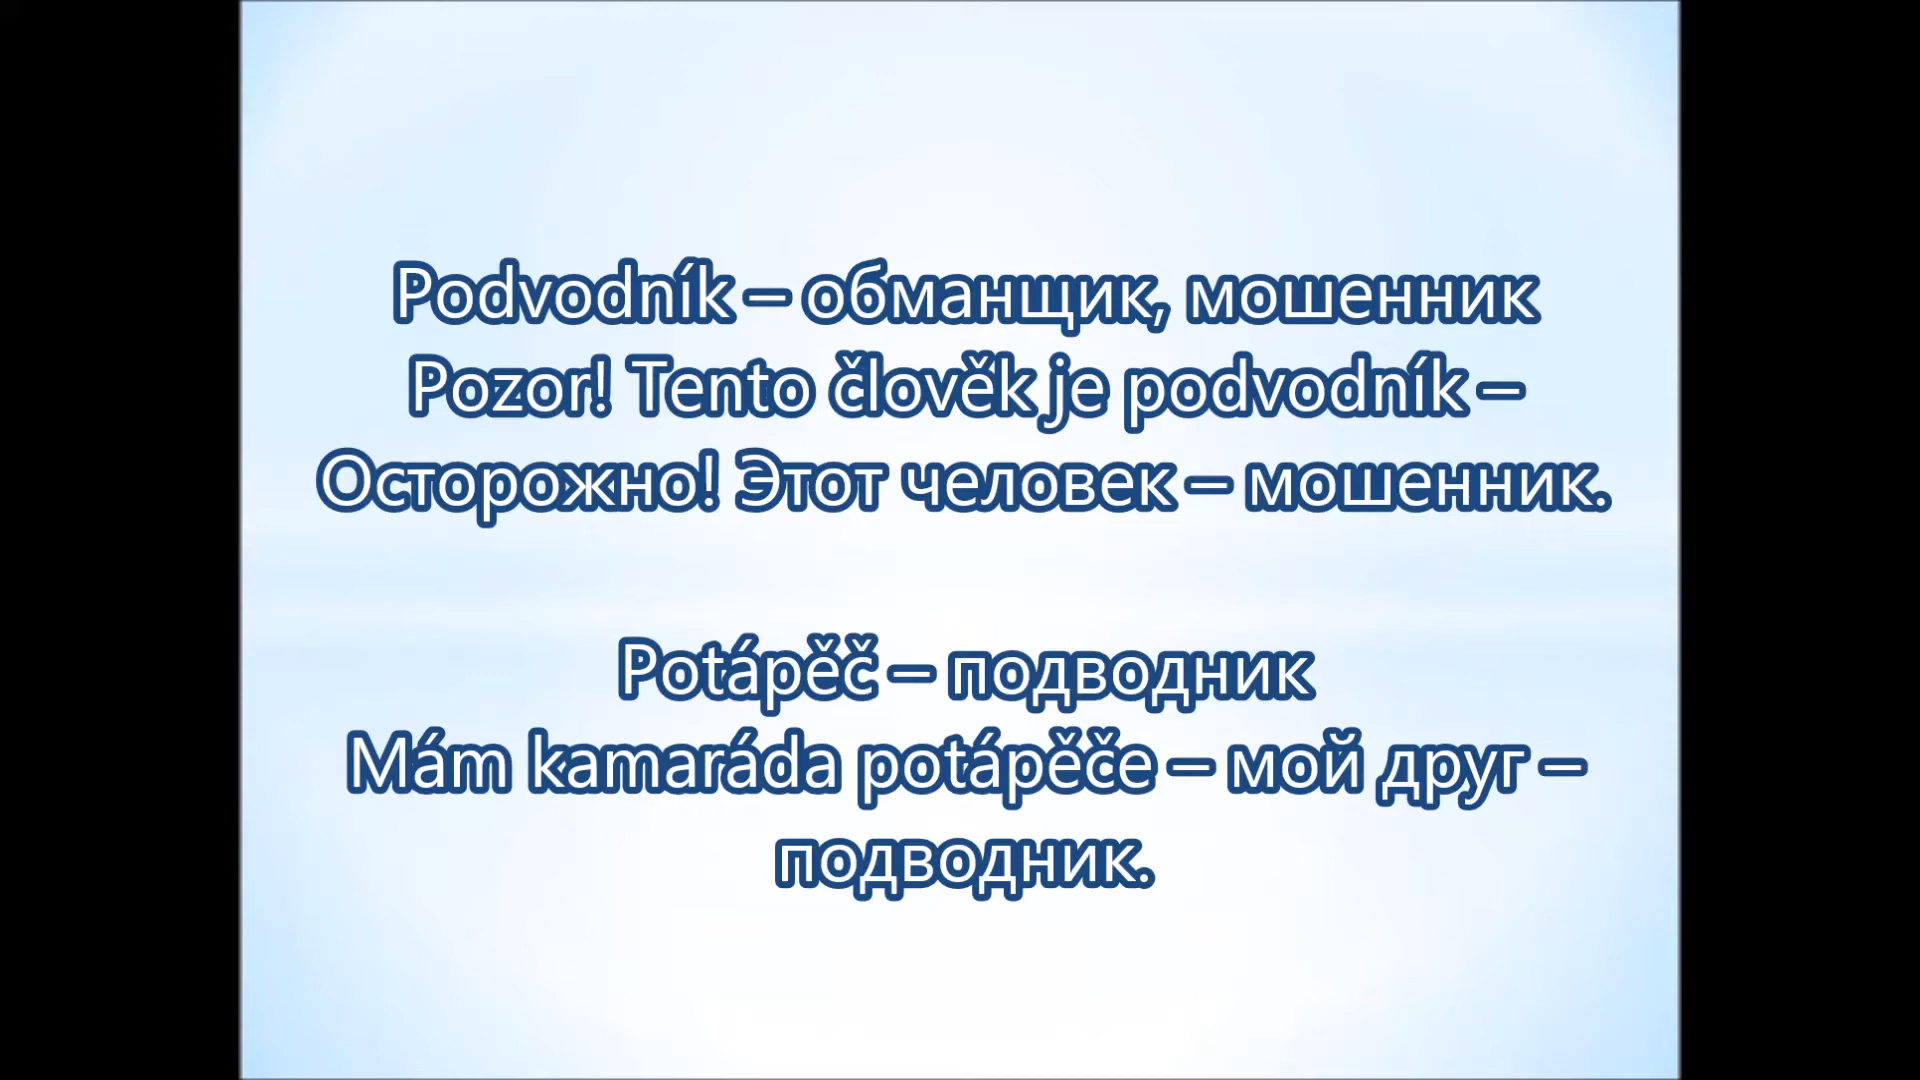 Podvodník – обманщик, мошенник
Pozor! Tento člověk je podvodník –
Осторожно! Этот человек – мошенник.
Potápěč – подводник
Mám kamaráda potápěče – мой друг –
подводник.